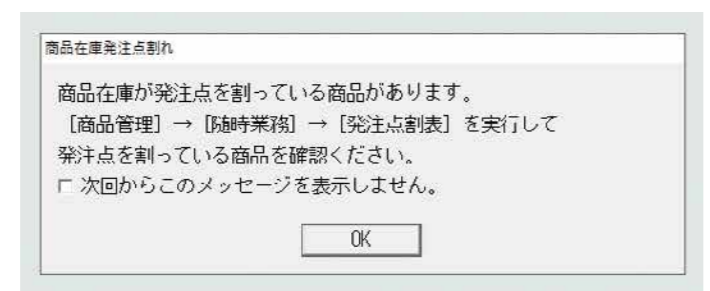 商品在庫発注点割れ
商品在庫が発注点を割っている商品があります。
［商品管理］→［随時業務］→［発注点割表］を実行して
発注点を割っている商品を確認ください。
次回からこのメッセージを表示しません。
OK